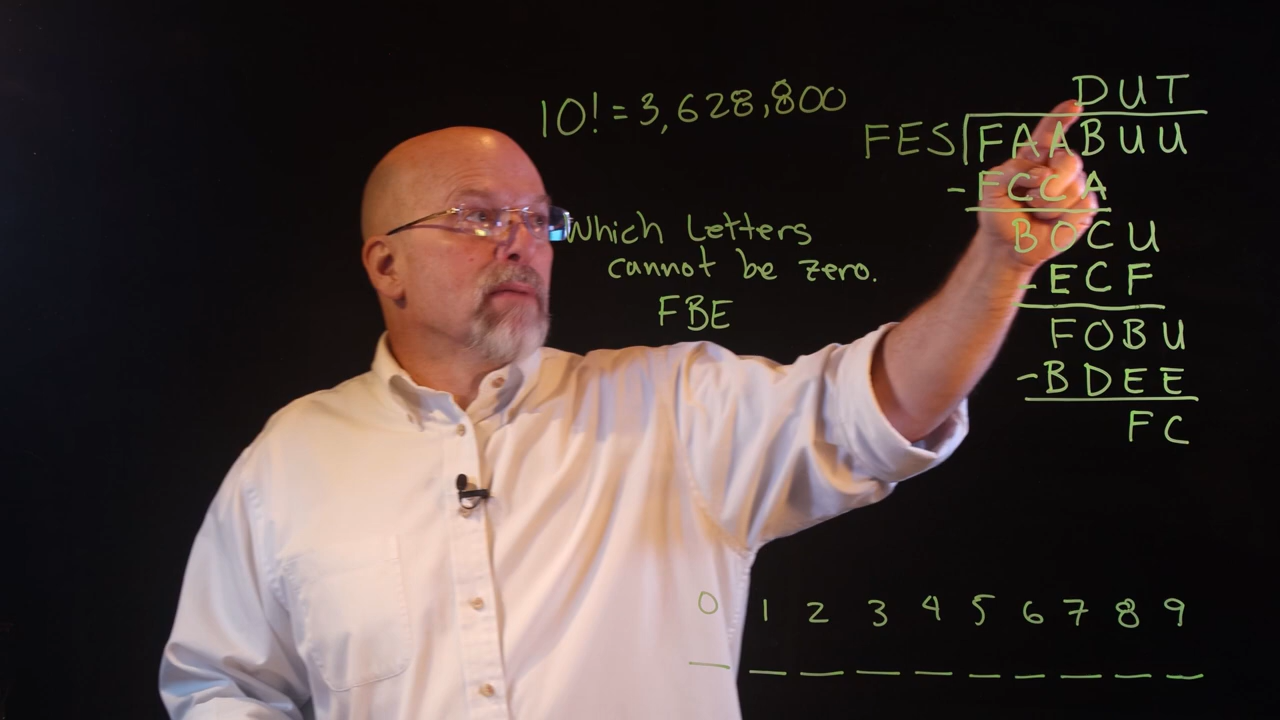 10! = 3,628,800
DUT
FES FAABUU
-FCCA
BOCU
-ECF
FOBU
-BDEE
FC
Which Letters
cannot be zero.
FBE
0 1 2 3 4 5 6 7 8 9